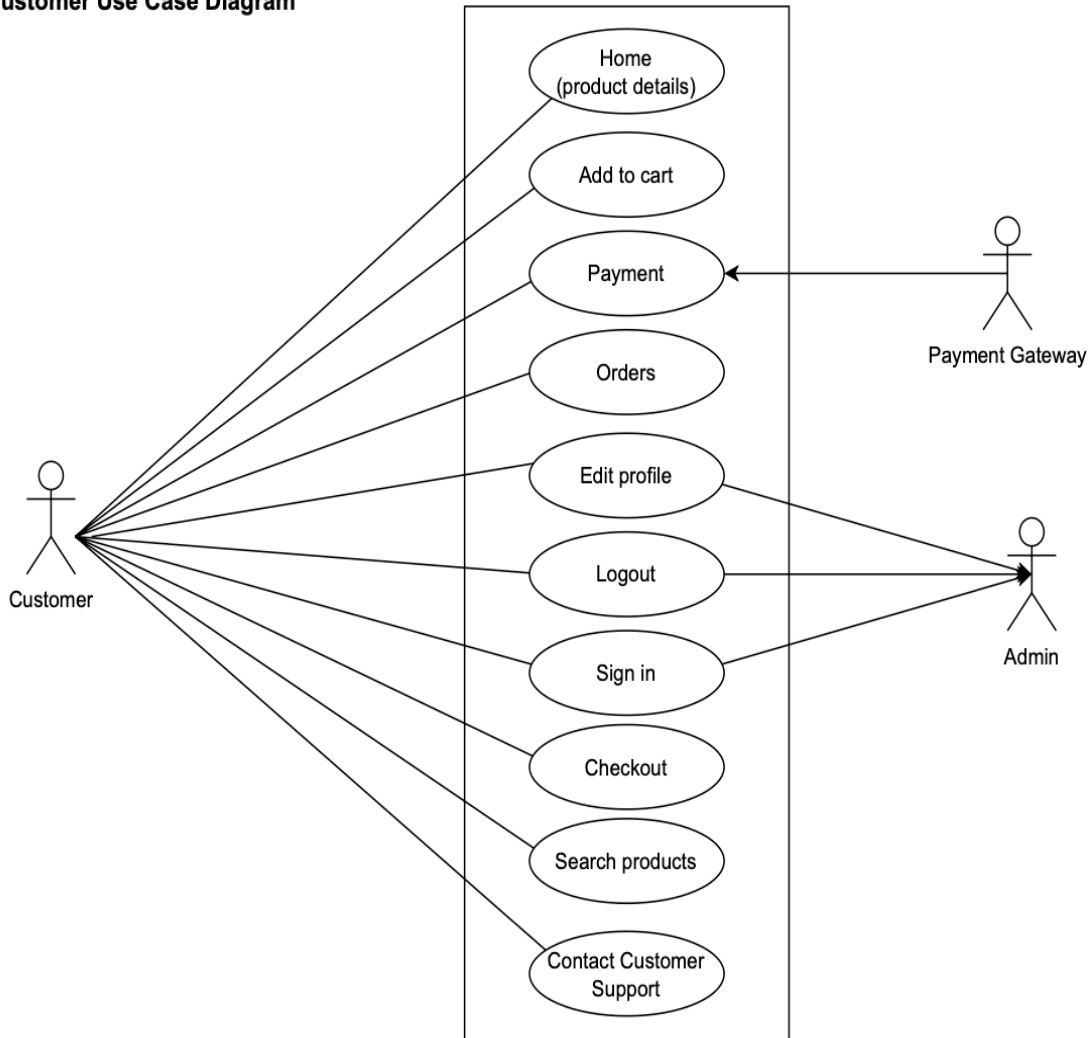 ustomer Use Case Diagram
Home
(product details)
Add to cart
Payment
Payment Gateway
Orders
Edit profile
Logout
Customer
Admin
Sign in
Checkout
Search products
Contact Customer
Support